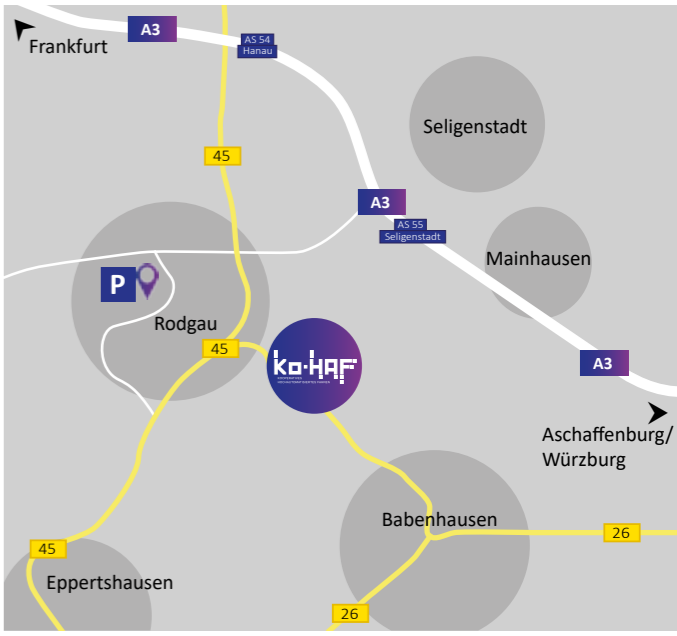 A3
Frankfurt
AS 54
Hanau
45
Seligenstadt
A3
AS 55
Seligenstadt
Mainhausen
P
Rodgau
45
ko·HAF
A3
Aschaffenburg/
Würzburg
Babenhausen
26
45
Eppertshausen
26